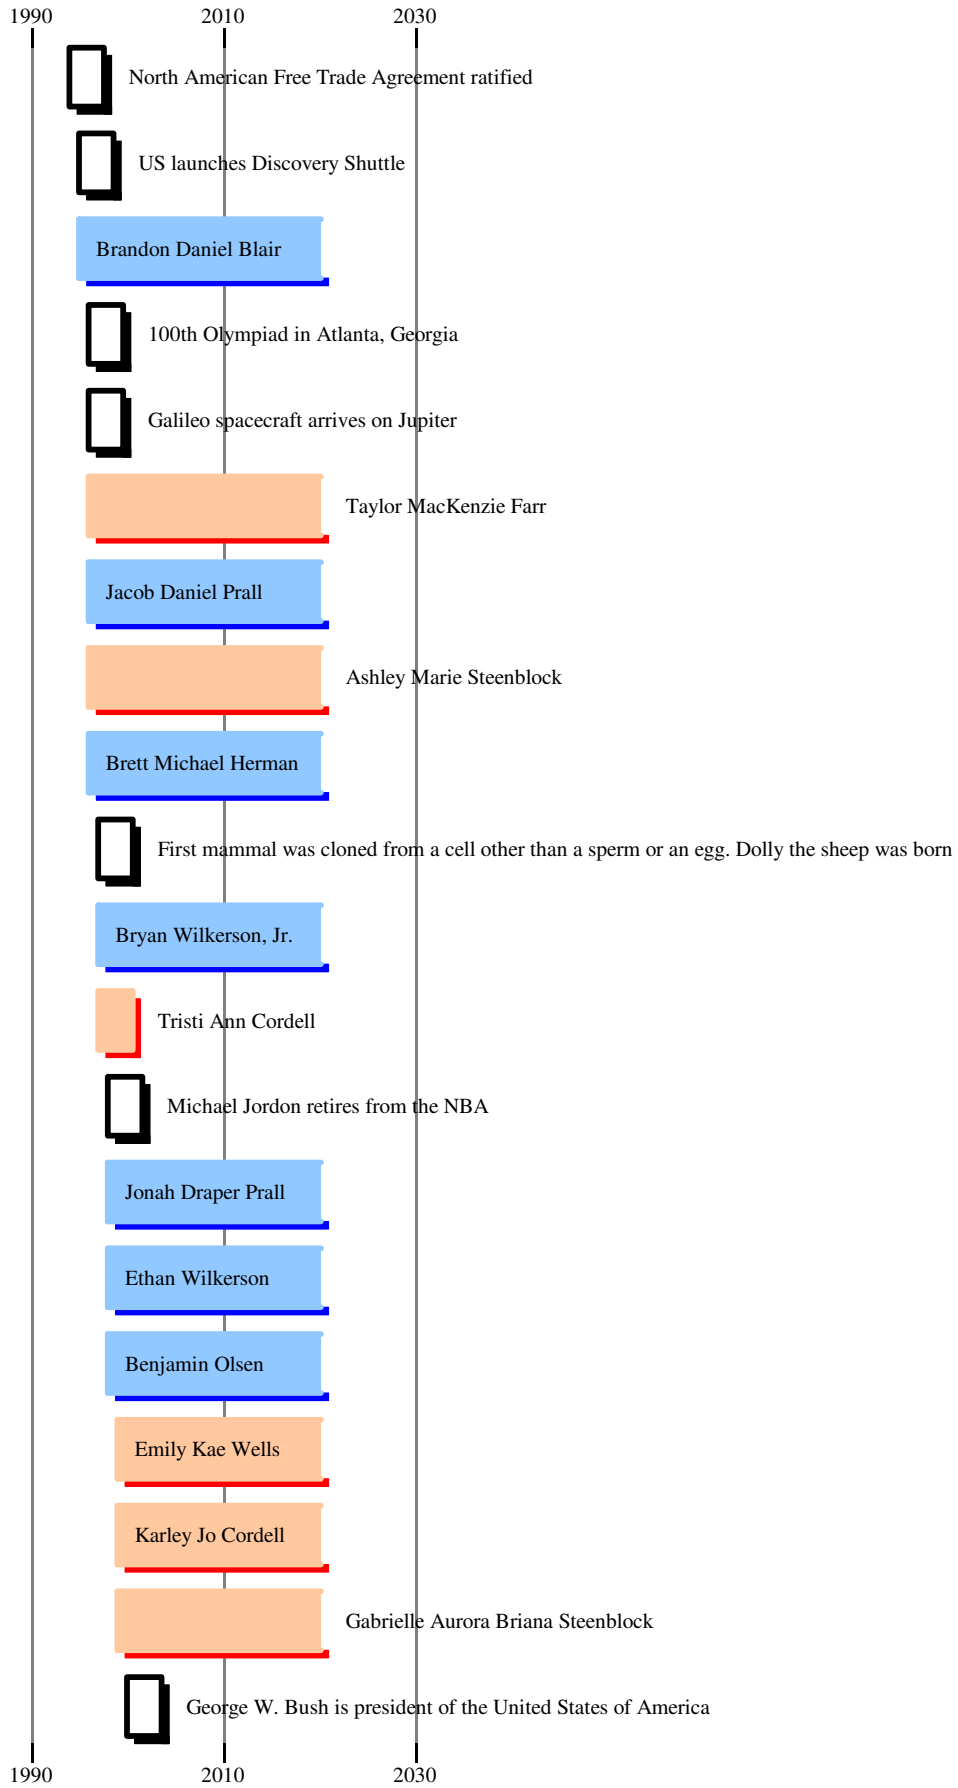 1990 2010 2030
North American Free Trade Agreement ratified
US launches Discovery Shuttle
Brandon Daniel Blair
100th Olympiad in Atlanta, Georgia
Galileo spacecraft arrives on Jupiter
Taylor MacKenzie Farr
Jacob Daniel Prall
Ashley Marie Steenblock
Brett Michael Herman
First mammal was cloned from a cell other than a sperm or an egg. Dolly the sheep was born
Bryan Wilkerson, Jr.
Tristi Ann Cordell
Michael Jordon retires from the NBA
Jonah Draper Prall
Ethan Wilkerson
Benjamin Olsen
Emily Kae Wells
Karley Jo Cordell
Gabrielle Aurora Briana Steenblock
George W. Bush is president of the United States of America
1990 2010 2030